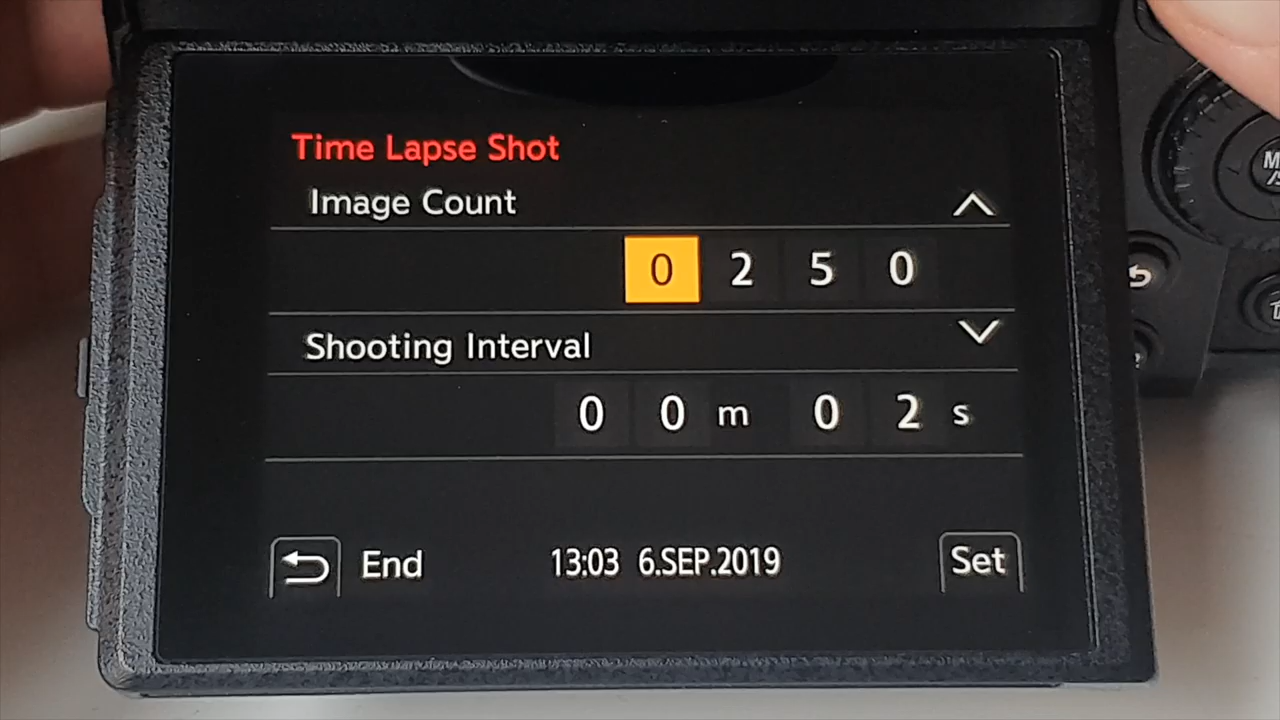 Time Lapse Shot
Image Count
0 2 5 0
Shooting Interval
0 0 m 0 2 s
End 13:03 6.SEP.2019 Set